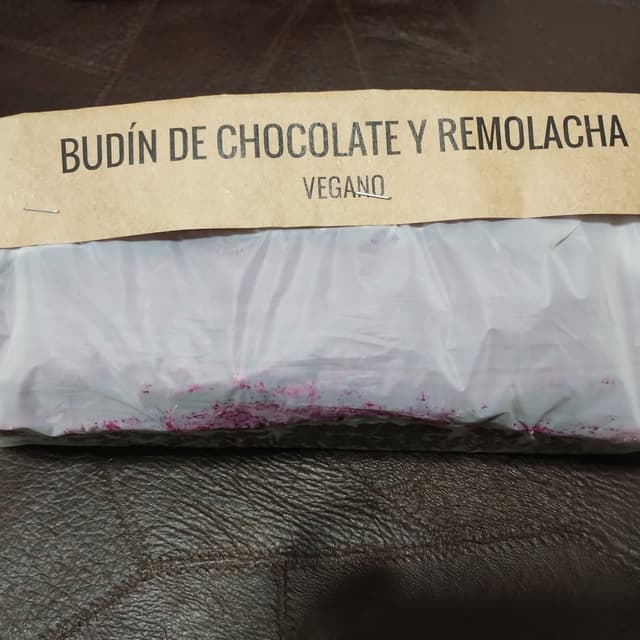 BUDÍN DE CHOCOLATE Y REMOLACHA
VEGANO